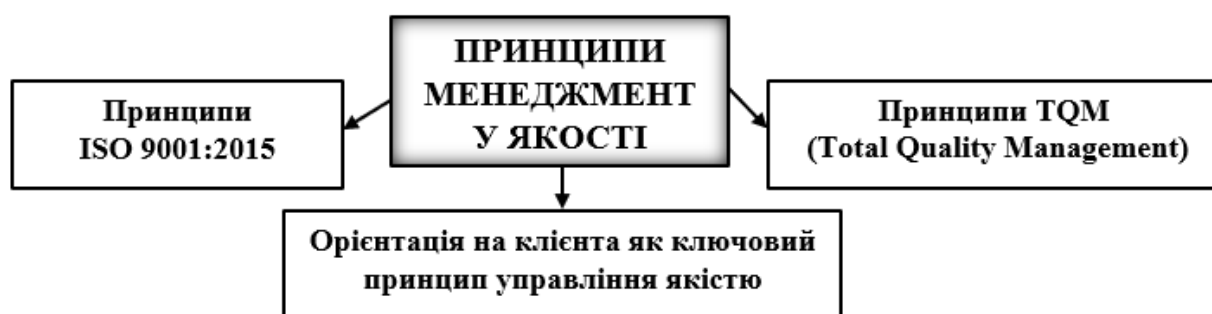 ПРИНЦИПИ
МЕНЕДЖМЕНТ
У ЯКОСТІ
Принципи
ISO 9001:2015
Принципи TQM
(Total Quality Management)
Орієнтація на клієнта як ключовий
принцип управління якістю